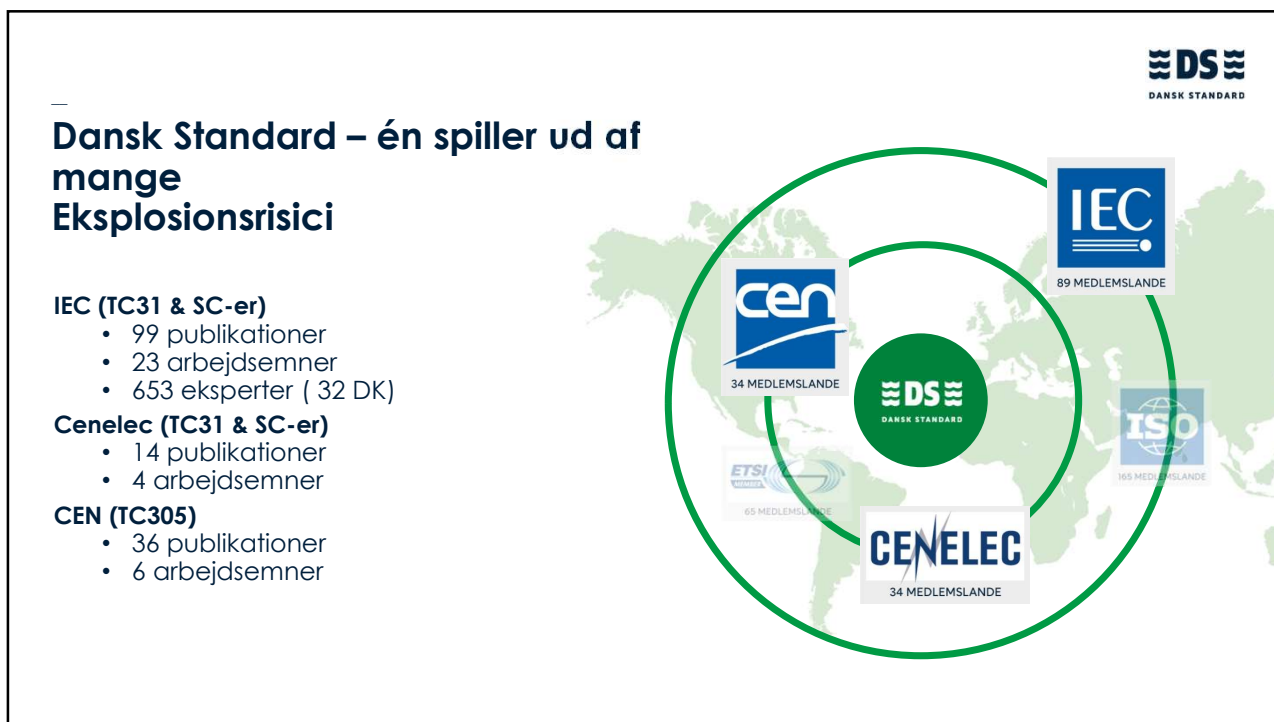 DS
DANSK STANDARD
Dansk Standard – én spiller ud af
mange
Eksplosionsrisici
IEC (TC31 & SC-er)
• 99 publikationer
• 23 arbejdsemner
• 653 eksperter ( 32 DK)
Cenelec (TC31 & SC-er)
• 14 publikationer
• 4 arbejdsemner
CEN (TC305)
• 36 publikationer
• 6 arbejdsemner
IEC
89 MEDLEMSLANDE
cen
34 MEDLEMSLANDE
DS
DANSK STANDARD
ISO
165 MEDLEMSLANDE
ETSI
MEMBER
65 MEDLEMSLANDE
CENELEC
34 MEDLEMSLANDE